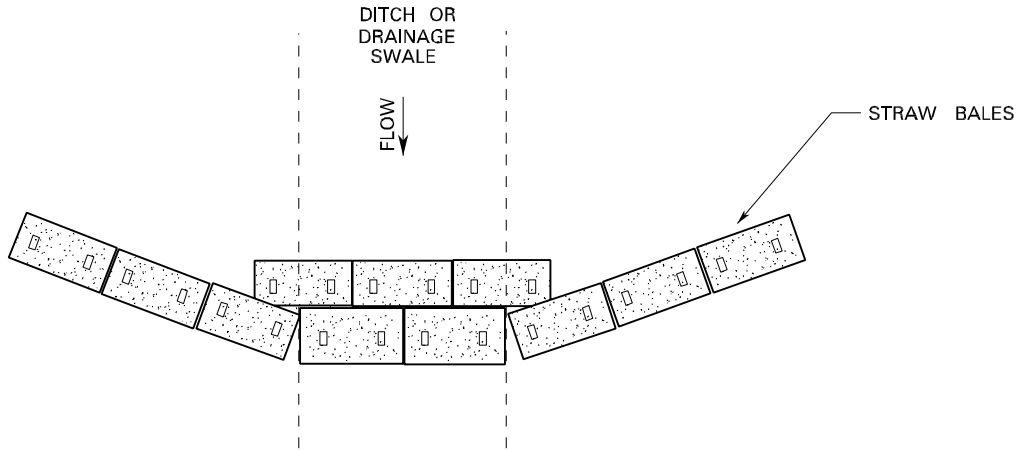 DITCH OR
DRAINAGE
SWALE
FLOW
STRAW BALES